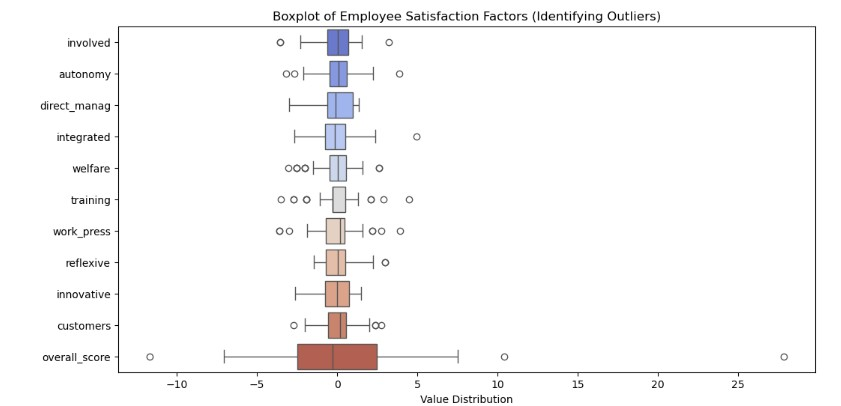 Boxplot of Employee Satisfaction Factors (Identifying Outliers)
involved
autonomy
direct_manag
integrated
welfare
training
work_press
reflexive
innovative
customers
overall_score
−10 −5 0 5 10 15 20 25
Value Distribution